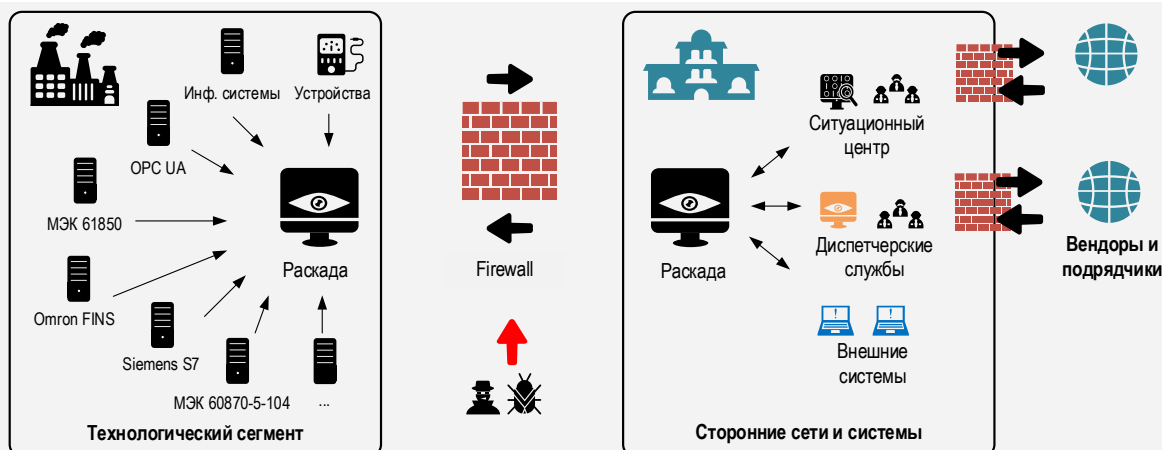 Инф. системы
Устройства
OPC UA
МЭК 61850
Раскада
Omron FINS
Siemens S7
МЭК 60870-5-104
...
Технологический сегмент
Firewall
Ситуационный
центр
Раскада
Диспетчерские
службы
Внешние
системы
Сторонние сети и системы
Вендоры и
подрядчики